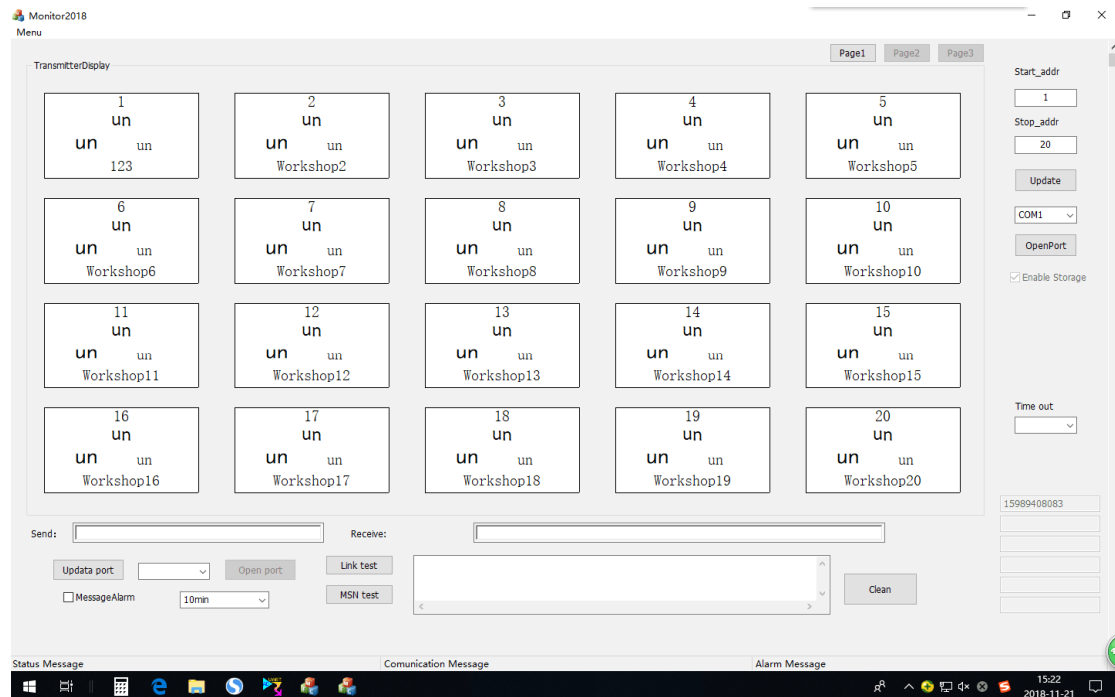 Monitor2018
Menu
Page1 Page2 Page3
TransmitterDisplay
Start_addr
1
Stop_addr
20
Update
COM1
OpenPort
Enable Storage
1 2 3 4 5
un un un un un
un un un un un un un un un un
123 Workshop2 Workshop3 Workshop4 Workshop5
6 7 8 9 10
un un un un un
un un un un un un un un un un
Workshop6 Workshop7 Workshop8 Workshop9 Workshop10
11 12 13 14 15
un un un un un
un un un un un un un un un un
Workshop11 Workshop12 Workshop13 Workshop14 Workshop15
16 17 18 19 20
un un un un un
un un un un un un un un un un
Workshop16 Workshop17 Workshop18 Workshop19 Workshop20
Time out
15989408083
Send: Receive:
Updata port Open port Link test
MessageAlarm 10min MSN test
Clean
Status Message Comunication Message Alarm Message
15:22
2018-11-21